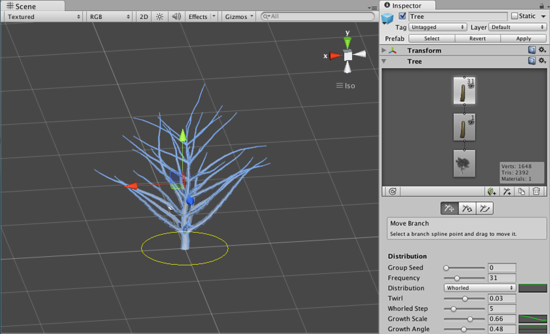 Scene
Inspector
Textured
RGB
2D
Effects
Gizmos
All
Tree
Static
Tag
Untagged
Layer
Default
Prefab
Select
Revert
Apply
Transform
Tree
y
x
Iso
Verts: 1648
Tris: 2392
Materials: 1
Move Branch
Select a branch spline point and drag to move it.
Distribution
Group Seed 0
Frequency 31
Distribution Whorled
Twirl 0.03
Whorled Step 5
Growth Scale 0.66
Growth Angle 0.48